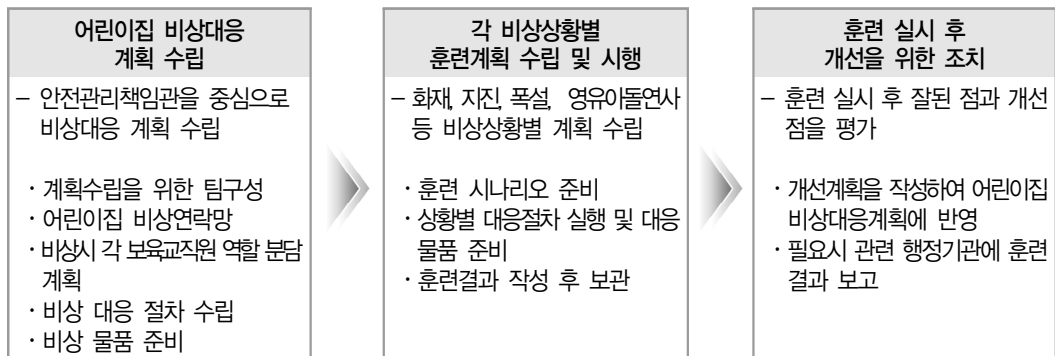 어린이집 비상대응
계획 수립
– 안전관리책임관을 중심으로
비상대응 계획 수립
· 계획수립을 위한 팀구성
· 어린이집 비상연락망
· 비상시 각 보육교직원 역할 분담
계획
· 비상 대응 절차 수립
· 비상 물품 준비
각 비상상황별
훈련계획 수립 및 시행
– 화재, 지진, 폭설, 영유아돌연사
등 비상상황별 계획 수립
· 훈련 시나리오 준비
· 상황별 대응절차 실행 및 대응
물품 준비
· 훈련결과 작성 후 보관
훈련 실시 후
개선을 위한 조치
– 훈련 실시 후 잘된 점과 개선
점을 평가
· 개선계획을 작성하여 어린이집
비상대응계획에 반영
· 필요시 관련 행정기관에 훈련
결과 보고